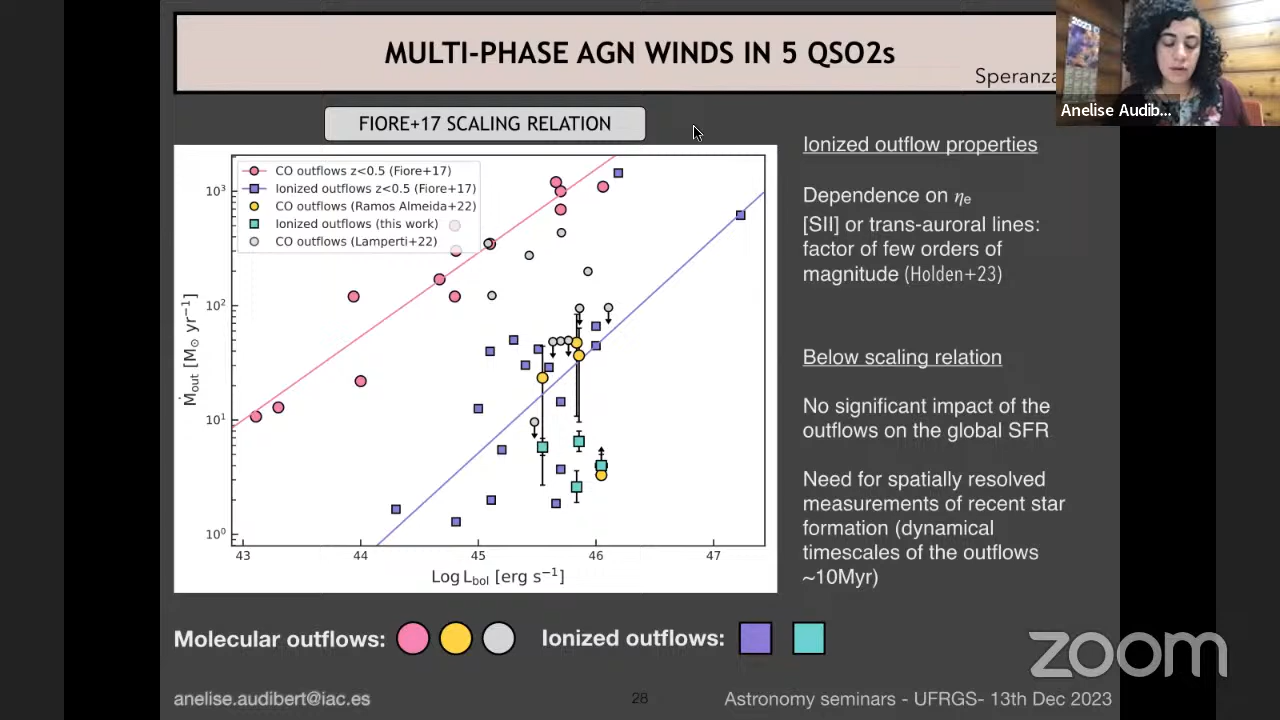 MULTI-PHASE AGN WINDS IN 5 QSO2s
Speranza
2023
Anelise Audib...
FIORE+17 SCALING RELATION
CO outflows z<0.5 (Fiore+17)
Ionized outflows z<0.5 (Fiore+17)
CO outflows (Ramos Almeida+22)
Ionized outflows (this work)
CO outflows (Lamperti+22)
10³
10²
10¹
10⁰
Ṁout [M⊙ yr⁻¹]
43 44 45 46 47
Log Lbol [erg s⁻¹]
Ionized outflow properties
Dependence on ηe
[SII] or trans-auroral lines:
factor of few orders of
magnitude (Holden+23)
Below scaling relation
No significant impact of the
outflows on the global SFR
Need for spatially resolved
measurements of recent star
formation (dynamical
timescales of the outflows
~10Myr)
Molecular outflows:
Ionized outflows:
zoom
anelise.audibert@iac.es
28
Astronomy seminars - UFRGS- 13th Dec 2023